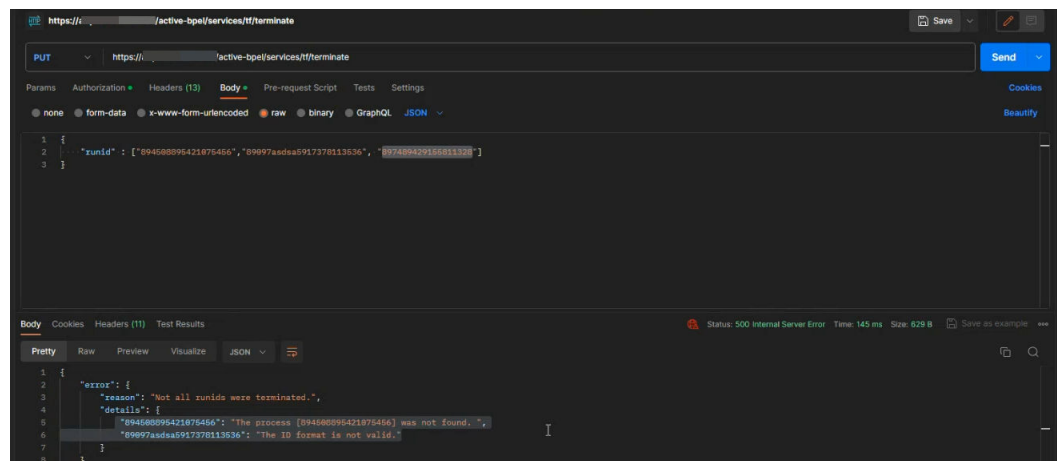 https:// /active-bpel/services/tf/terminate
Save
PUT https:// /active-bpel/services/tf/terminate Send
Params Authorization Headers (13) Body Pre-request Script Tests Settings Cookies
none form-data x-www-form-urlencoded raw binary GraphQL JSON Beautify
1 {
2 "runid" : ["894508895421075456","89097asdsa5917378113536", "897489429155811328"]
3 }
Body Cookies Headers (11) Test Results Status: 500 Internal Server Error Time: 145 ms Size: 629 B Save as example
Pretty Raw Preview Visualize JSON
1 {
2 "error": {
3 "reason": "Not all runids were terminated.",
4 "details": {
5 "894508895421075456": "The process [894508895421075456] was not found. ",
6 "89097asdsa5917378113536": "The ID format is not valid."
7 }
8 }